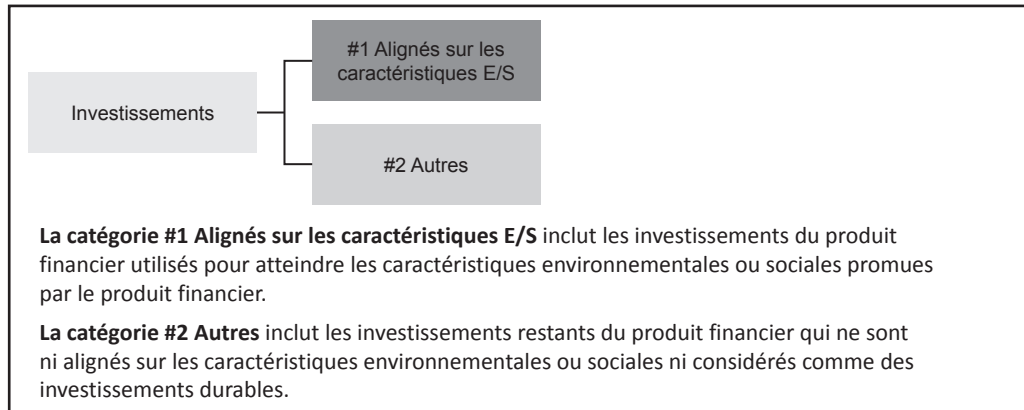 #1 Alignés sur les
caractéristiques E/S
Investissements
#2 Autres
La catégorie #1 Alignés sur les caractéristiques E/S inclut les investissements du produit
financier utilisés pour atteindre les caractéristiques environnementales ou sociales promues
par le produit financier.
La catégorie #2 Autres inclut les investissements restants du produit financier qui ne sont
ni alignés sur les caractéristiques environnementales ou sociales ni considérés comme des
investissements durables.